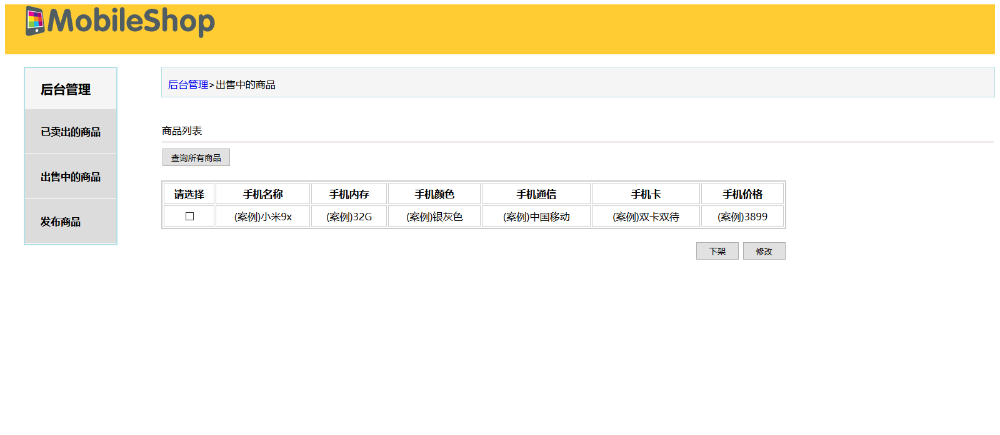 MobileShop
后台管理
已卖出的商品
出售中的商品
发布商品
后台管理>出售中的商品
商品列表
查询所有商品
请选择 手机名称 手机内存 手机颜色 手机通信 手机卡 手机价格
(案例)小米9x (案例)32G (案例)银灰色 (案例)中国移动 (案例)双卡双待 (案例)3899
下架 修改